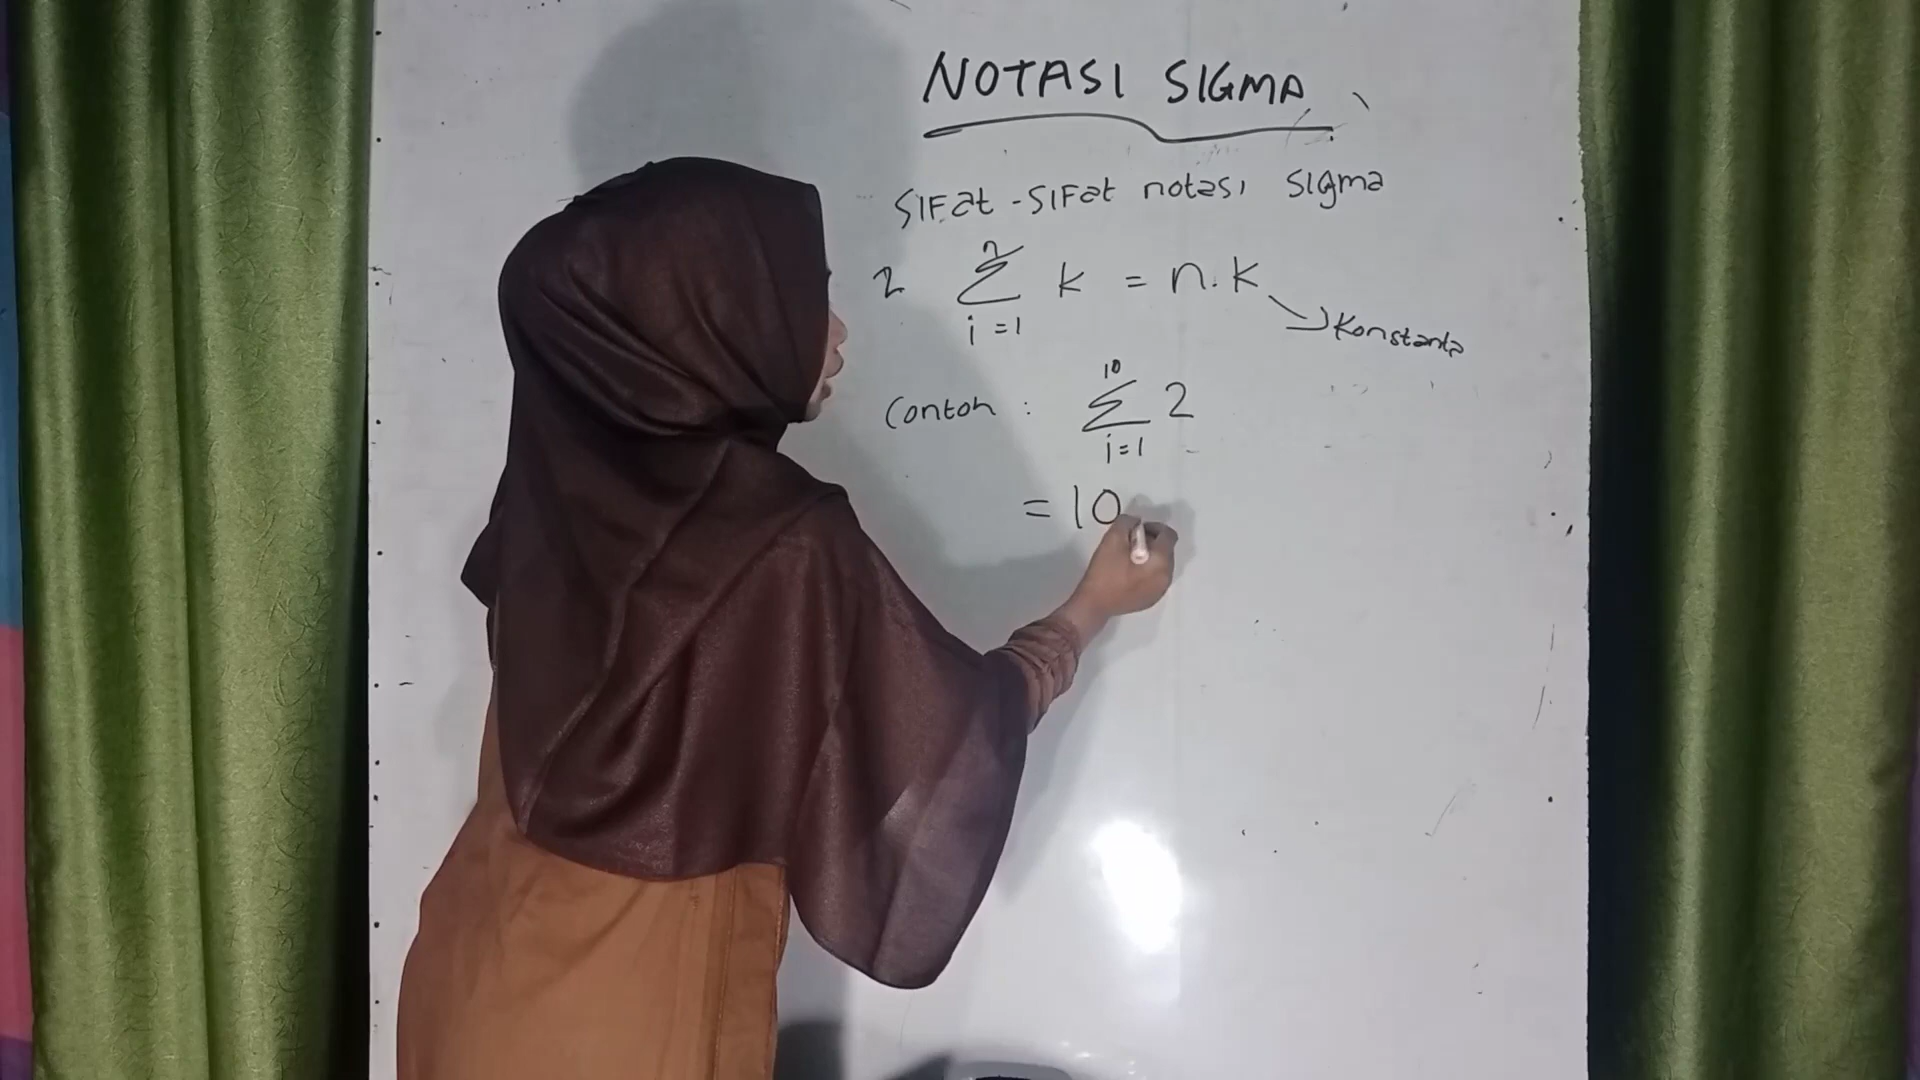 NOTASI SIGMA
SIFat-SIFat notasi SIgma
2 n∑i=1 k = n.k → Konstanta
Contoh : 10∑i=1 2
= 10